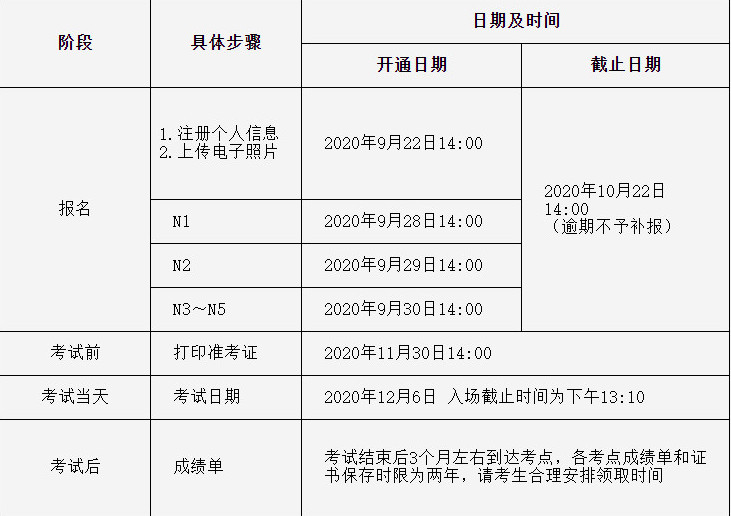 阶段
具体步骤
日期及时间
开通日期
截止日期
报名
1.注册个人信息
2.上传电子照片
2020年9月22日14:00
2020年10月22日
14:00
（逾期不予补报）
N1
2020年9月28日14:00
N2
2020年9月29日14:00
N3～N5
2020年9月30日14:00
考试前
打印准考证
2020年11月30日14:00
考试当天
考试日期
2020年12月6日 入场截止时间为下午13:10
考试后
成绩单
考试结束后3个月左右到达考点，各考点成绩单和证
书保存时限为两年，请考生合理安排领取时间